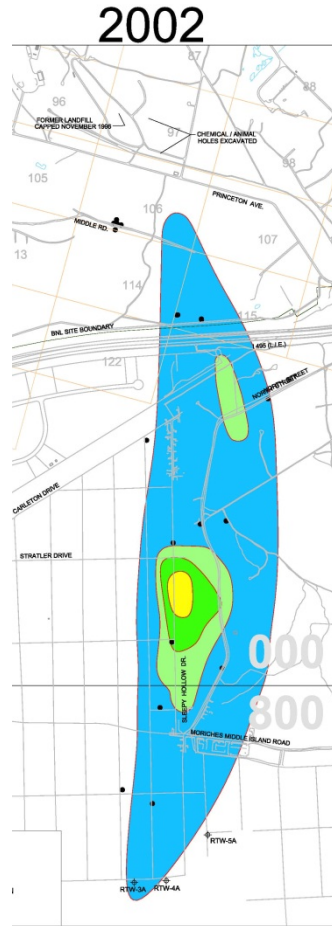 2002
87
88
96
FORMER LANDFILL
CAPPED NOVEMBER 1996
97
CHEMICAL / ANIMAL
HOLES EXCAVATED
98
105
PRINCETON AVE.
106
MIDDLE RD.
107
13
114
115
BNL SITE BOUNDARY
I 495 (L.I.E.)
122
STREET
CARLETON DRIVE
STRATLER DRIVE
000
800
SLEEPY HOLLOW DR.
MORICHES MIDDLE ISLAND ROAD
RTW-5A
RTW-3A
RTW-4A